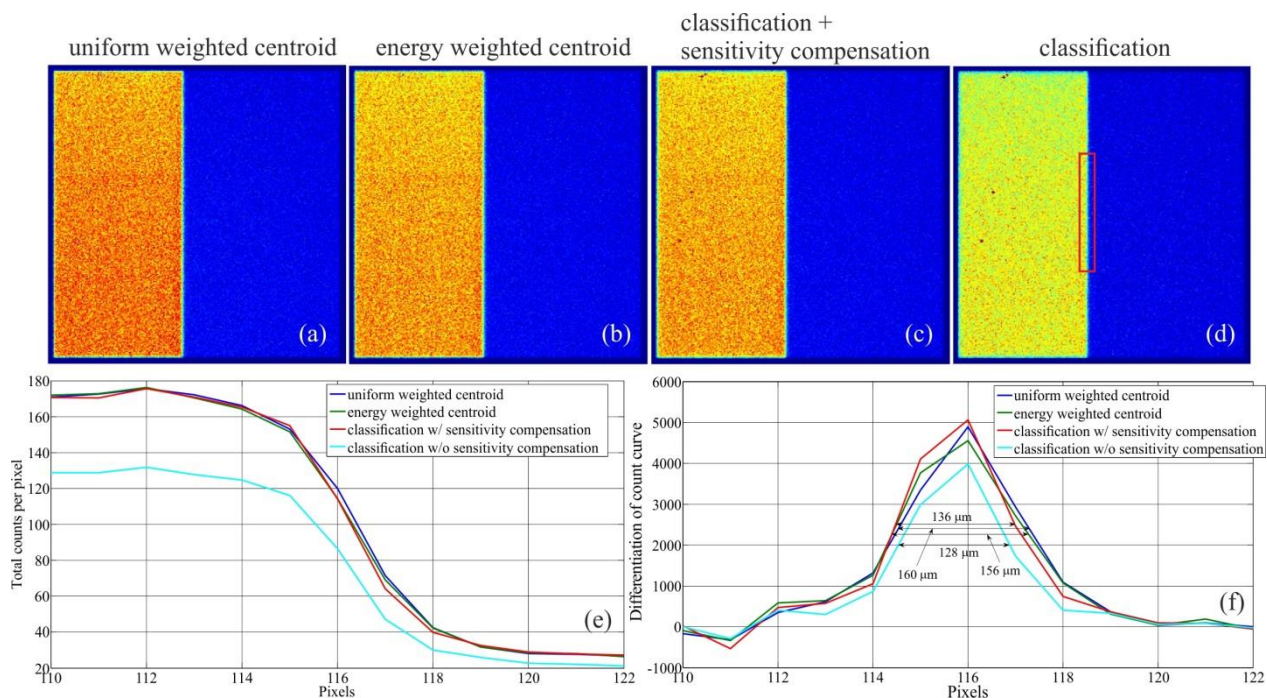 uniform weighted centroid
energy weighted centroid
classification +
sensitivity compensation
classification
(a)
(b)
(c)
(d)
180
160
140
120
100
80
60
40
20
Total counts per pixel
uniform weighted centroid
energy weighted centroid
classification w/ sensitivity compensation
classification w/o sensitivity compensation
(e)
110 112 114 116 118 120 122
Pixels
6000
5000
4000
3000
2000
1000
0
-1000
Differentiation of count curve
uniform weighted centroid
energy weighted centroid
classification w/ sensitivity compensation
classification w/o sensitivity compensation
136 μm
128 μm
160 μm
156 μm
(f)
110 112 114 116 118 120 122
Pixels